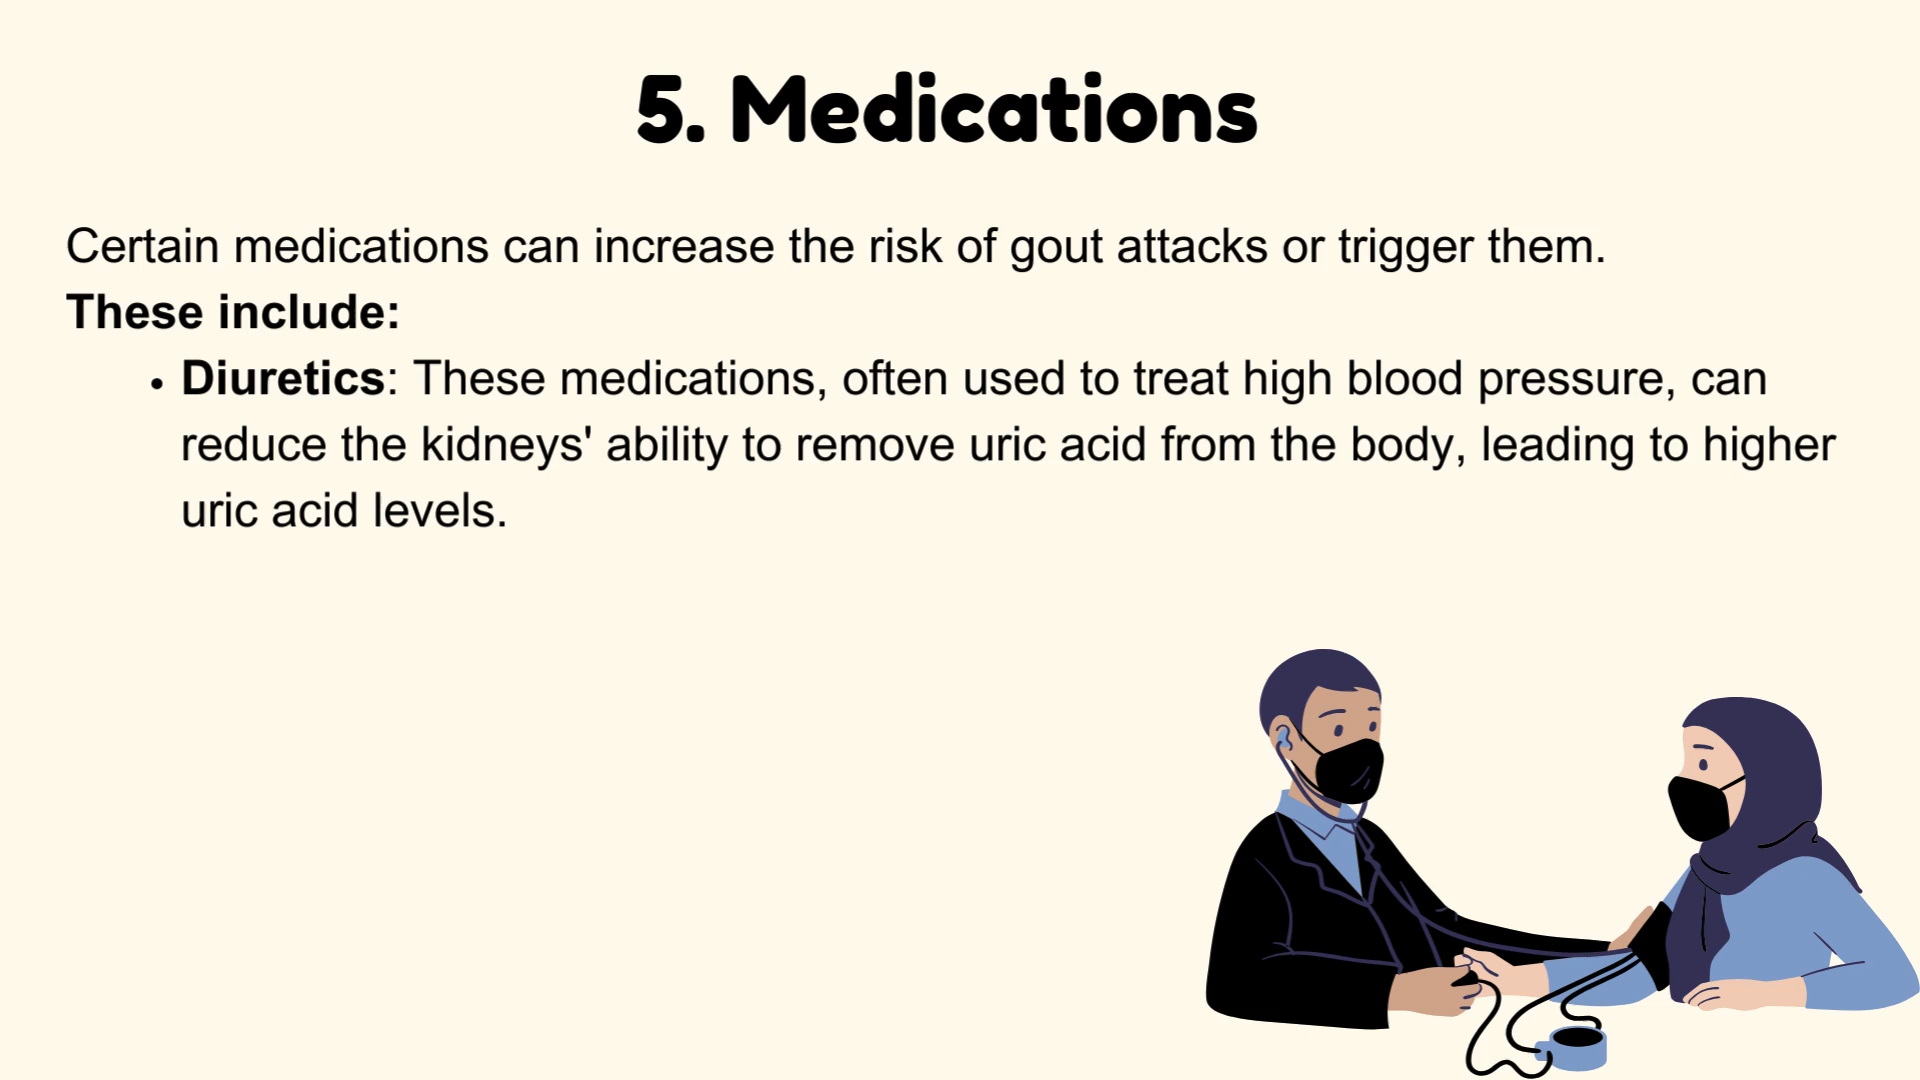 5. Medications
Certain medications can increase the risk of gout attacks or trigger them.
These include:
• Diuretics: These medications, often used to treat high blood pressure, can
reduce the kidneys' ability to remove uric acid from the body, leading to higher
uric acid levels.